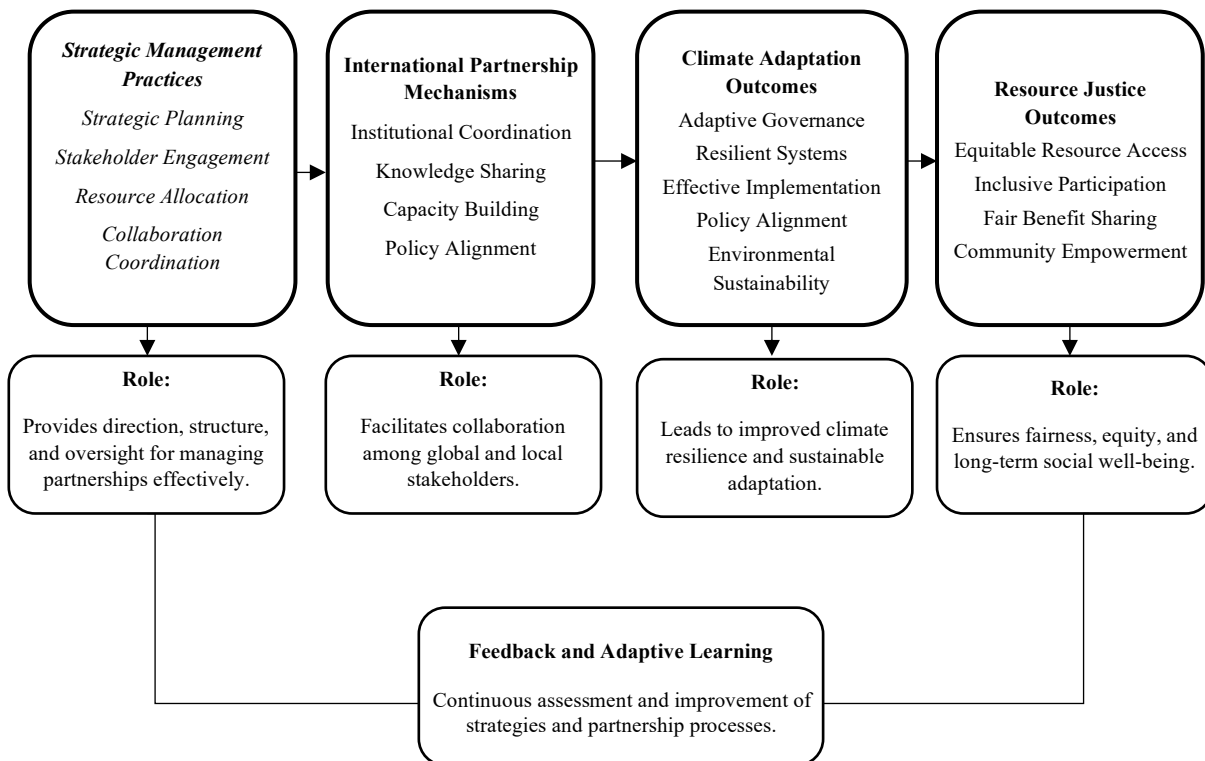 Strategic Management
Practices
Strategic Planning
Stakeholder Engagement
Resource Allocation
Collaboration
Coordination
International Partnership
Mechanisms
Institutional Coordination
Knowledge Sharing
Capacity Building
Policy Alignment
Climate Adaptation
Outcomes
Adaptive Governance
Resilient Systems
Effective Implementation
Policy Alignment
Environmental
Sustainability
Resource Justice
Outcomes
Equitable Resource Access
Inclusive Participation
Fair Benefit Sharing
Community Empowerment
Role:
Provides direction, structure,
and oversight for managing
partnerships effectively.
Role:
Facilitates collaboration
among global and local
stakeholders.
Role:
Leads to improved climate
resilience and sustainable
adaptation.
Role:
Ensures fairness, equity, and
long-term social well-being.
Feedback and Adaptive Learning
Continuous assessment and improvement of
strategies and partnership processes.